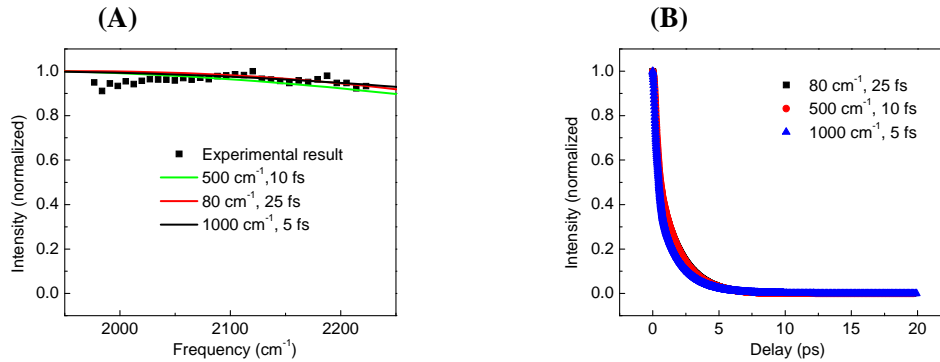 (A)
(B)
Intensity (normalized)
1.0
0.8
0.6
0.4
0.2
0.0
Experimental result
500 cm⁻¹,10 fs
80 cm⁻¹, 25 fs
1000 cm⁻¹, 5 fs
2000
2100
2200
Frequency (cm⁻¹)
Intensity (normalized)
1.0
0.8
0.6
0.4
0.2
0.0
80 cm⁻¹, 25 fs
500 cm⁻¹, 10 fs
1000 cm⁻¹, 5 fs
0
5
10
15
20
Delay (ps)